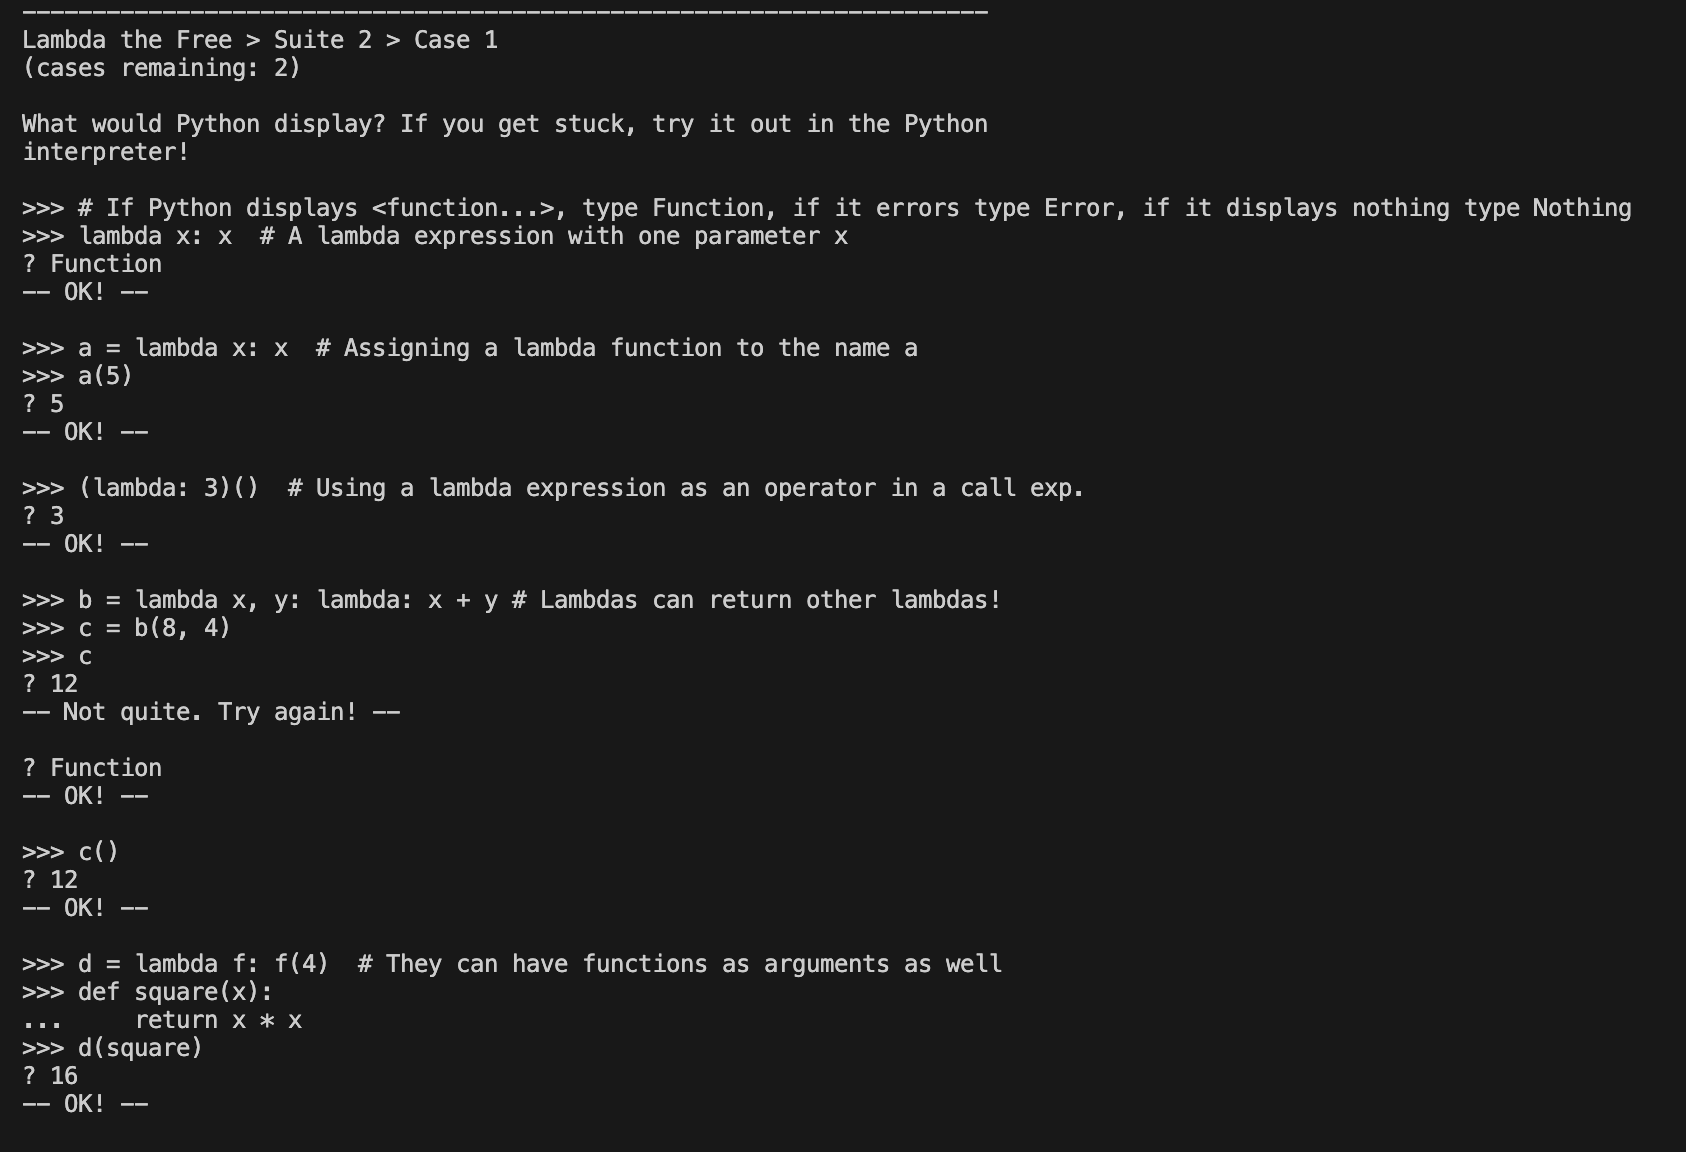 ---------------------------------------------------------------------
Lambda the Free > Suite 2 > Case 1
(cases remaining: 2)

What would Python display? If you get stuck, try it out in the Python
interpreter!

>>> # If Python displays <function...>, type Function, if it errors type Error, if it displays nothing type Nothing
>>> lambda x: x  # A lambda expression with one parameter x
? Function
-- OK! --

>>> a = lambda x: x  # Assigning a lambda function to the name a
>>> a(5)
? 5
-- OK! --

>>> (lambda: 3)()  # Using a lambda expression as an operator in a call exp.
? 3
-- OK! --

>>> b = lambda x, y: lambda: x + y # Lambdas can return other lambdas!
>>> c = b(8, 4)
>>> c
? 12
-- Not quite. Try again! --

? Function
-- OK! --

>>> c()
? 12
-- OK! --

>>> d = lambda f: f(4)  # They can have functions as arguments as well
>>> def square(x):
...     return x * x
>>> d(square)
? 16
-- OK! --